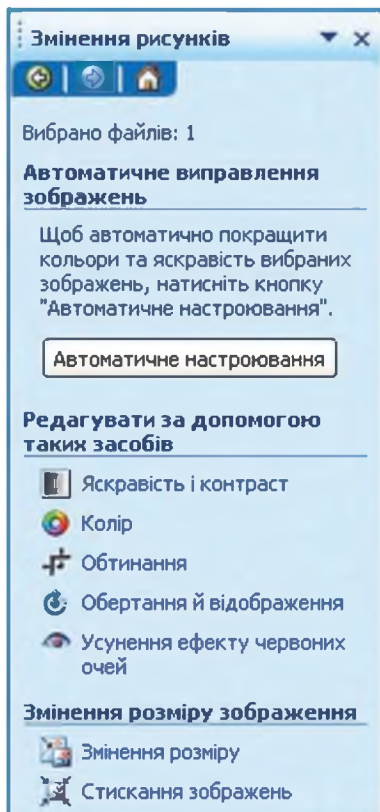 Змінення рисунків
Вибрано файлів: 1
Автоматичне виправлення
зображень
Щоб автоматично покращити
кольори та яскравість вибраних
зображень, натисніть кнопку
"Автоматичне настроювання".
Автоматичне настроювання
Редагувати за допомогою
таких засобів
Яскравість і контраст
Колір
Обтинання
Обертання й відображення
Усунення ефекту червоних
очей
Змінення розміру зображення
Змінення розміру
Стискання зображень